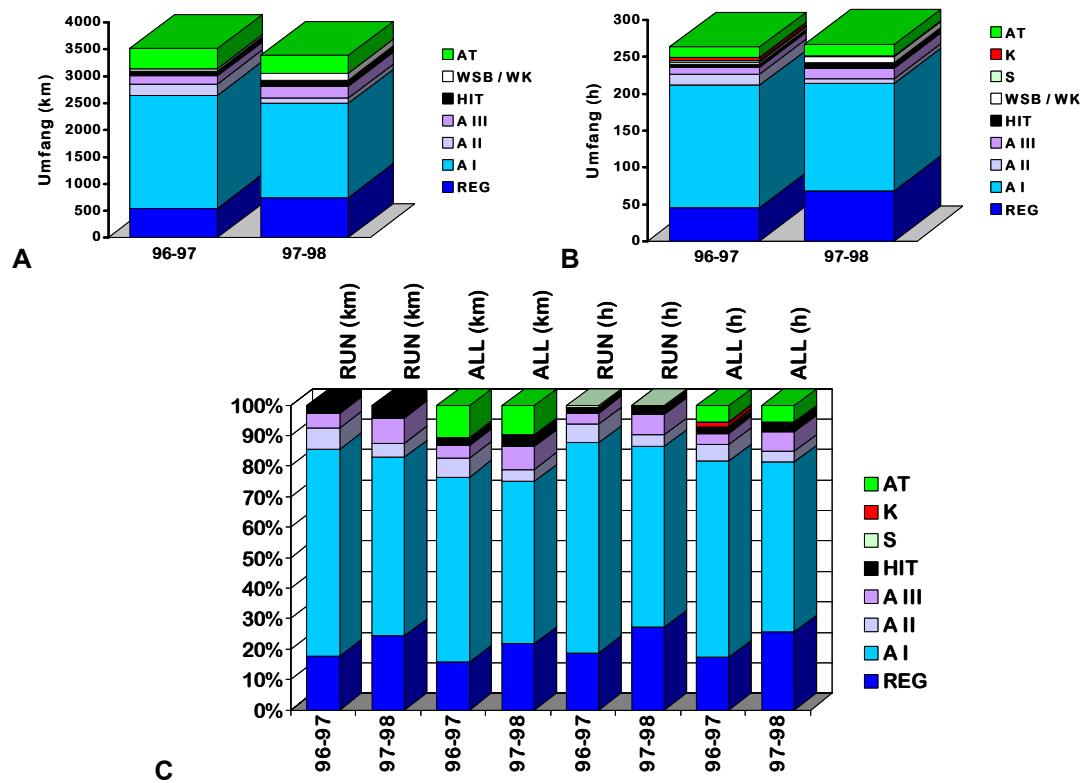 Umfang (km)
4000
3500
3000
2500
2000
1500
1000
500
0
96-97
97-98
AT
WSB / WK
HIT
A III
A II
A I
REG
A
Umfang (h)
300
250
200
150
100
50
0
96-97
97-98
AT
K
S
WSB / WK
HIT
A III
A II
A I
REG
B
RUN (km)
RUN (km)
ALL (km)
ALL (km)
RUN (h)
RUN (h)
ALL (h)
ALL (h)
100%
90%
80%
70%
60%
50%
40%
30%
20%
10%
0%
96-97
97-98
96-97
97-98
96-97
97-98
96-97
97-98
AT
K
S
HIT
A III
A II
A I
REG
C